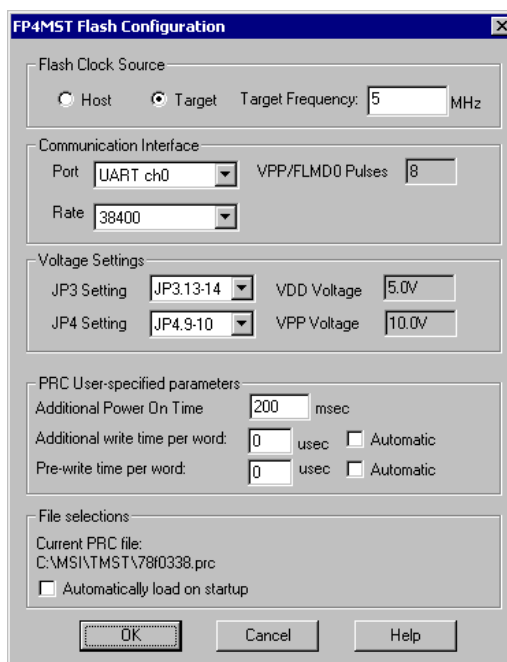 FP4MST Flash Configuration
Flash Clock Source
Host Target Target Frequency: 5 MHz
Communication Interface
Port UART ch0 VPP/FLMD0 Pulses 8
Rate 38400
Voltage Settings
JP3 Setting JP3.13-14 VDD Voltage 5.0V
JP4 Setting JP4.9-10 VPP Voltage 10.0V
PRC User-specified parameters
Additional Power On Time 200 msec
Additional write time per word: 0 usec Automatic
Pre-write time per word: 0 usec Automatic
File selections
Current PRC file:
C:\MSI\TMST\78f0338.prc
Automatically load on startup
OK Cancel Help